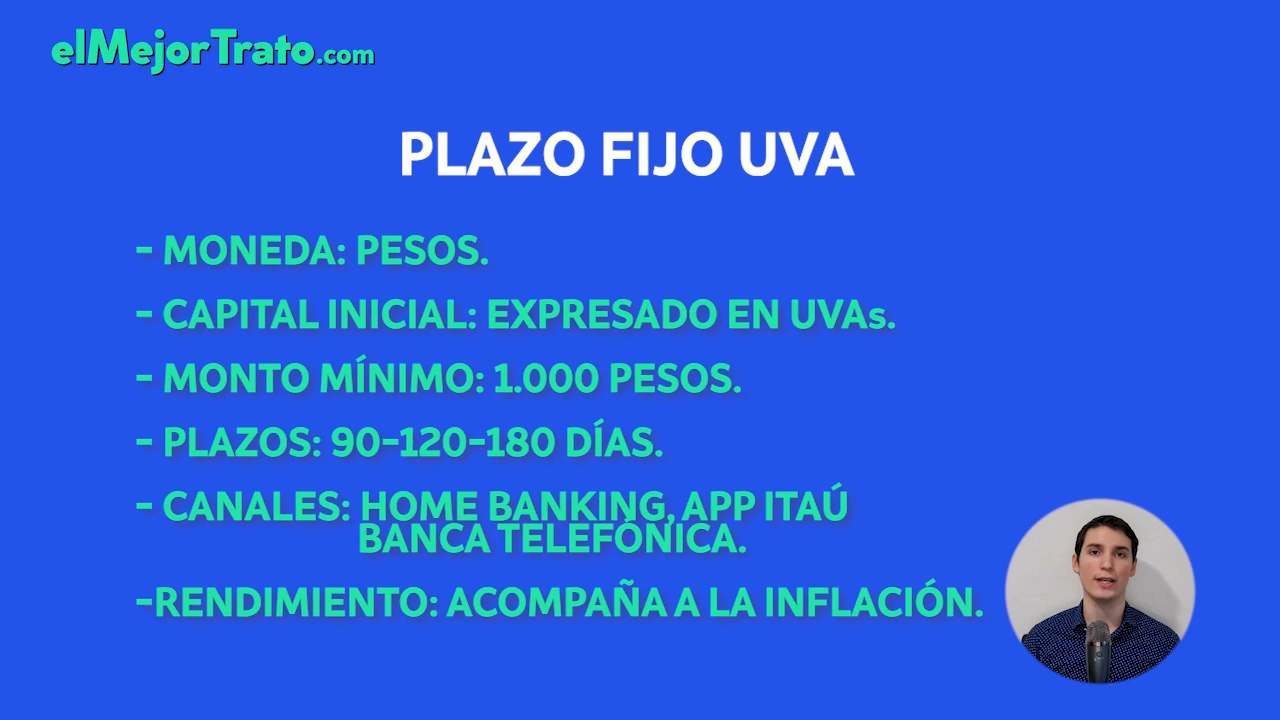 elMejorTrato.com
PLAZO FIJO UVA
- MONEDA: PESOS.
- CAPITAL INICIAL: EXPRESADO EN UVAs.
- MONTO MÍNIMO: 1.000 PESOS.
- PLAZOS: 90-120-180 DÍAS.
- CANALES: HOME BANKING, APP ITAÚ
BANCA TELEFÓNICA.
-RENDIMIENTO: ACOMPAÑA A LA INFLACIÓN.